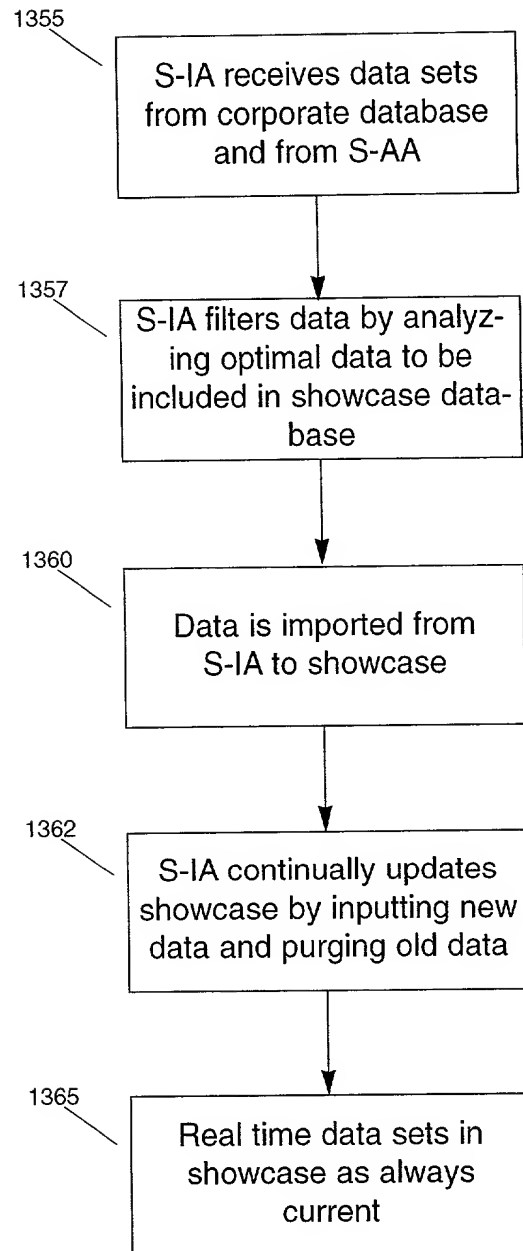 1355
S-IA receives data sets
from corporate database
and from S-AA
1357
S-IA filters data by analyz-
ing optimal data to be
included in showcase data-
base
1360
Data is imported from
S-IA to showcase
1362
S-IA continually updates
showcase by inputting new
data and purging old data
1365
Real time data sets in
showcase as always
current